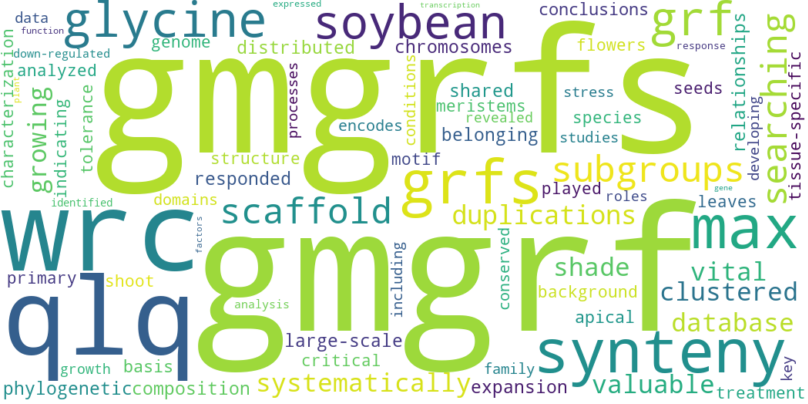 data
function
glycine
expressed
soybean
transcription
conclusions
grf
down-regulated
genome
distributed
chromosomes
flowers
response
analyzed
characterization
plant
growing
indicating
tolerance
gmgrfs
processes
conditions
shared
meristems
revealed
stress
species
seeds
relationships
developing
searching
tissue-specific
encodes
belonging
studies
structure
motif
responded
domains
identified
grfs
subgroups
played
roles
gene
leaves
wrc
factors
scaffold
duplications
max
gmgrf
primary
shoot
including
conserved
shade
vital
background
clustered
qlq
analysis
apical
database
large-scale
synteny
critical
growth
basis
family
key
phylogenetic
composition
systematically
expansion
valuable
treatment